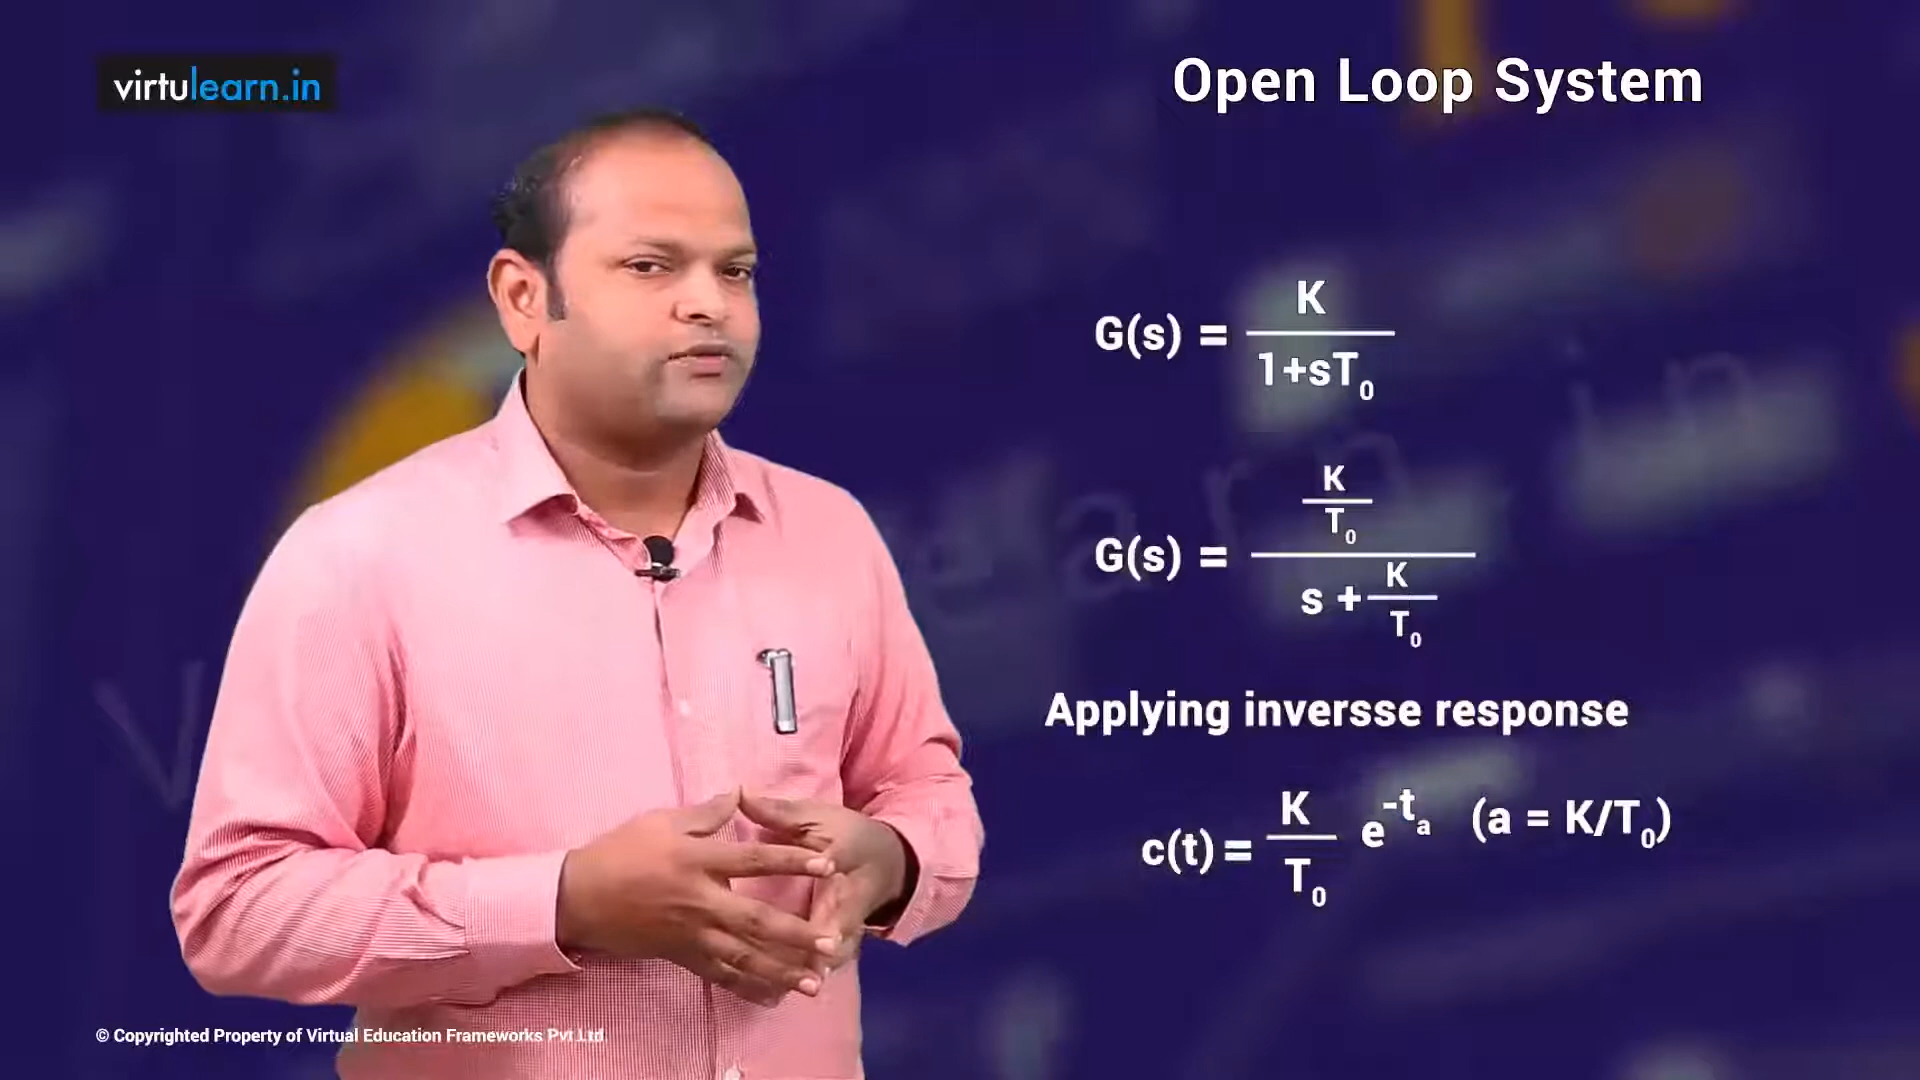 virtulearn.in
Open Loop System
G(s) = K / 1+sT₀
G(s) = K/T₀ / s + K/T₀
Applying inversse response
c(t) = K/T₀ e^-tₐ (a = K/T₀)
© Copyrighted Property of Virtual Education Frameworks Pvt Ltd